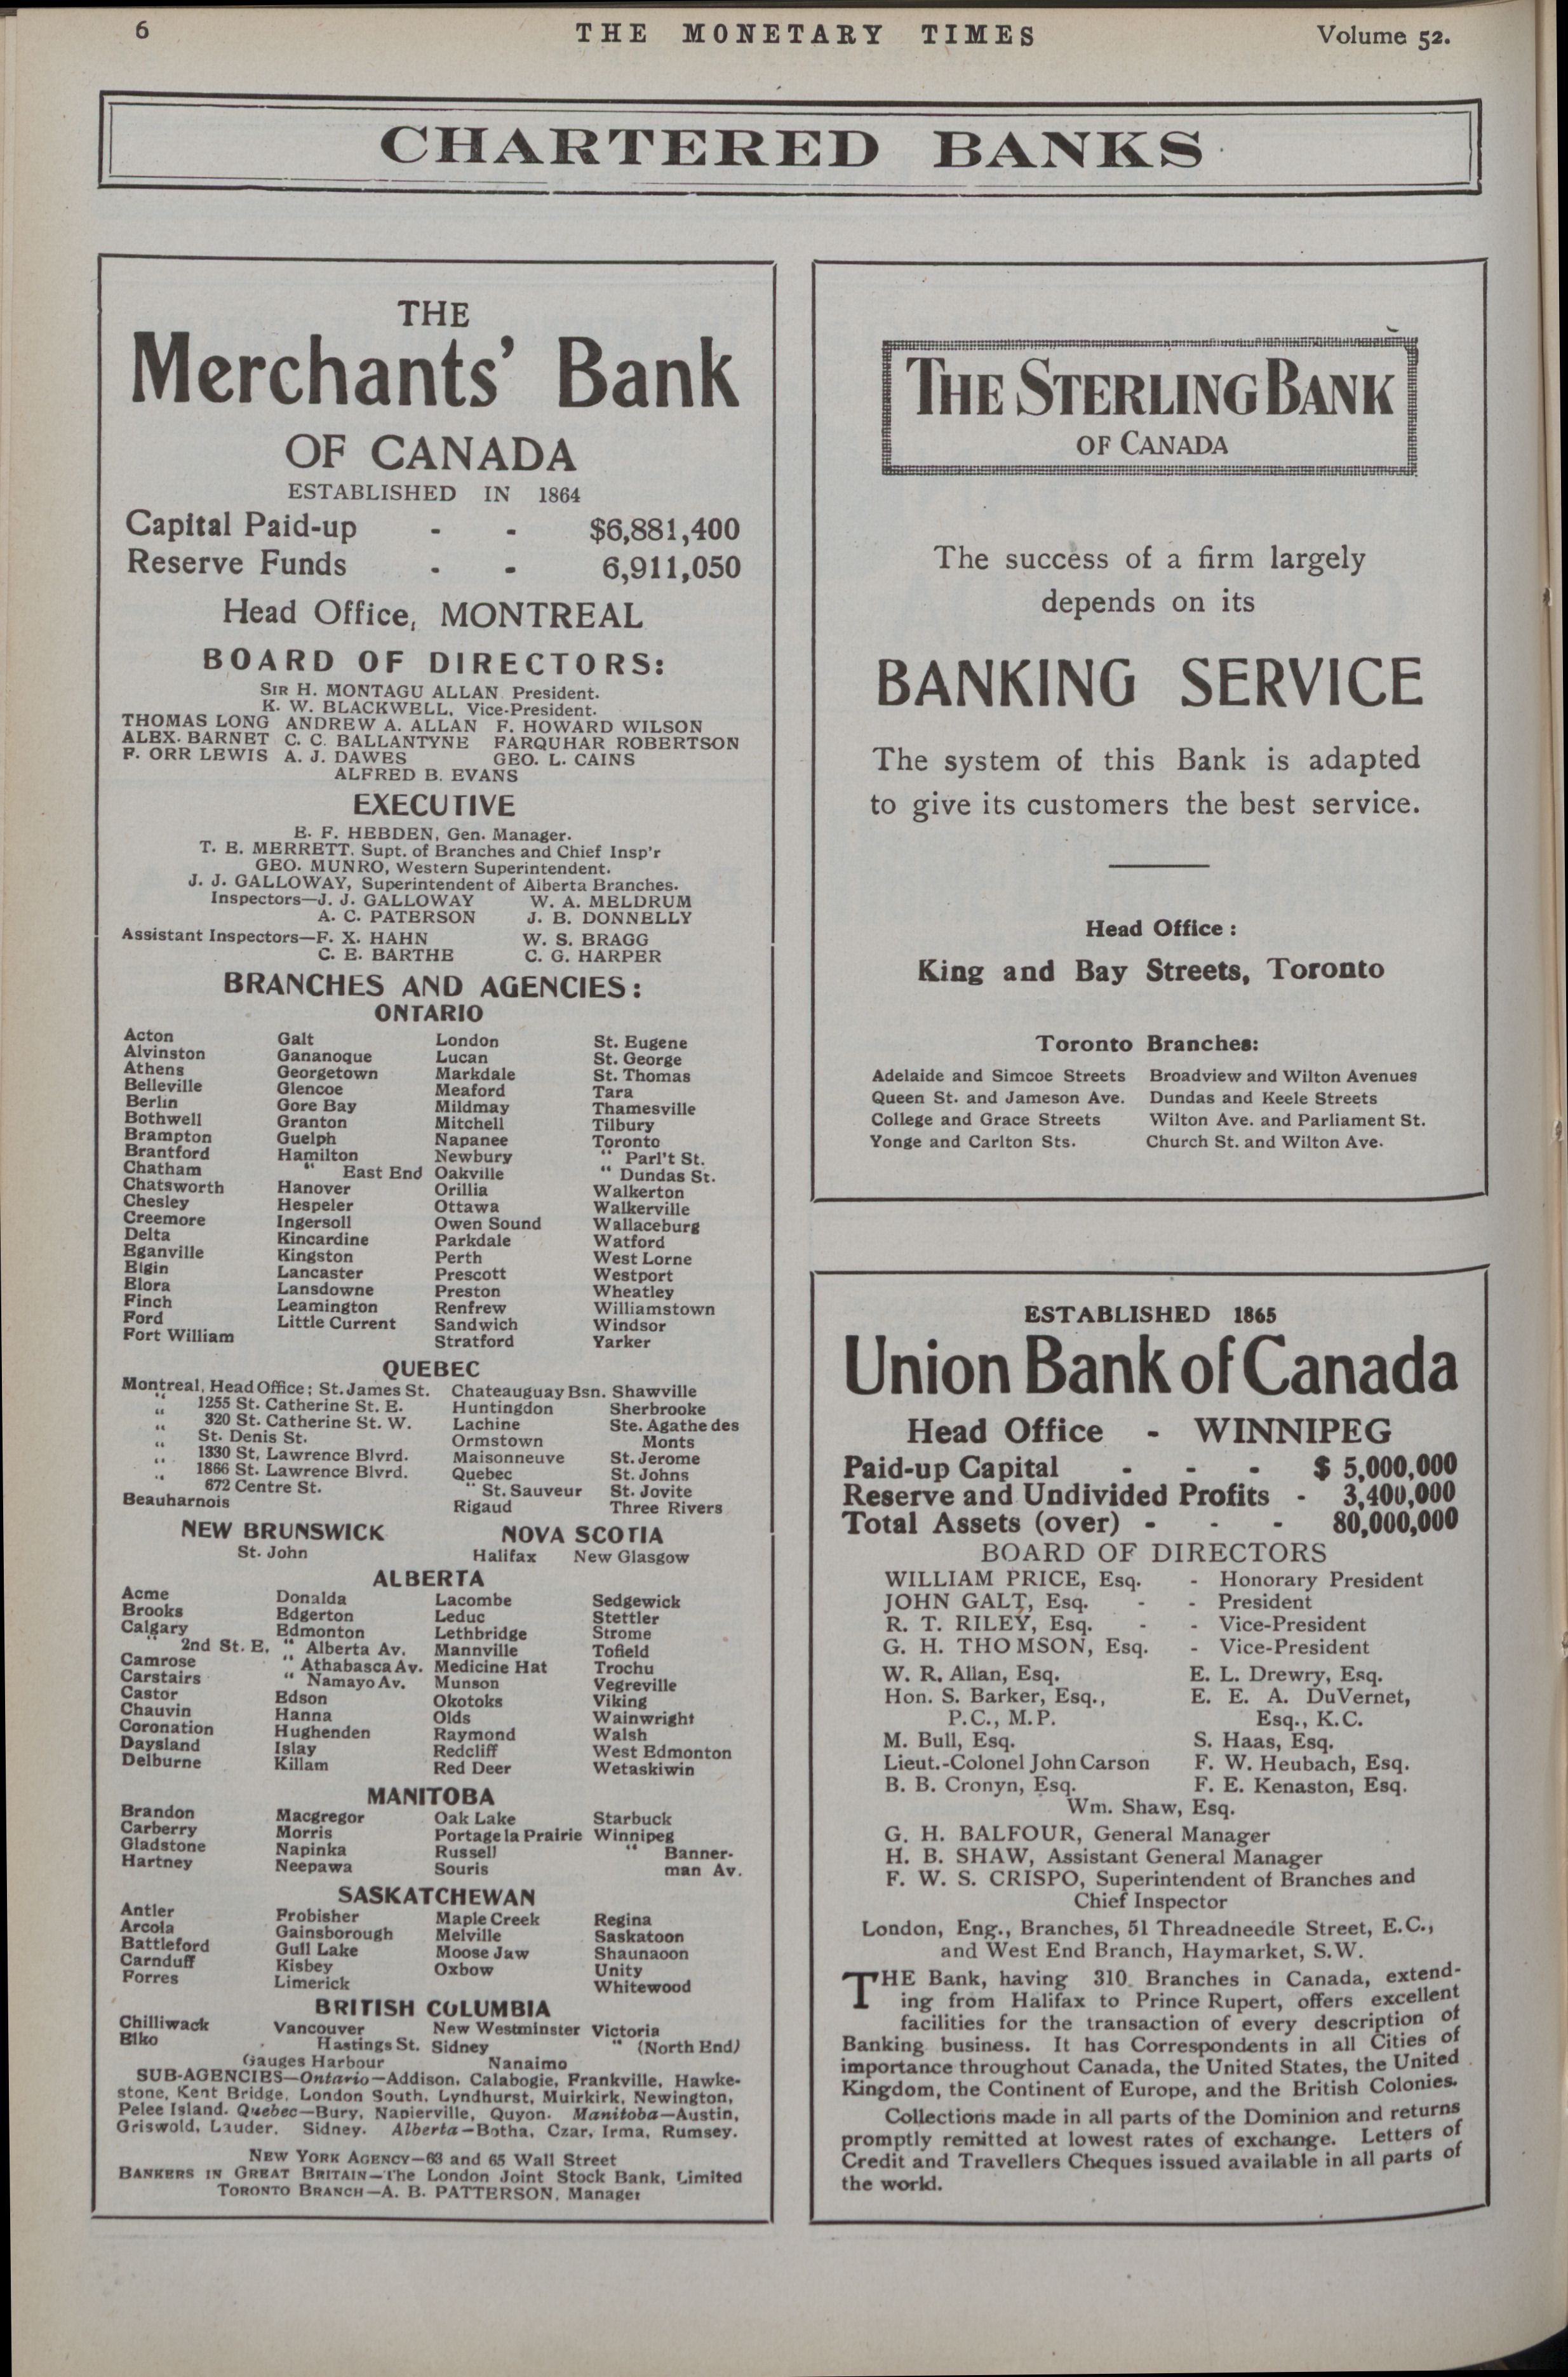 6 THE MONETARY TIMES Volume 52.
CHARTERED BANKS
THE
Merchants' Bank
OF CANADA
ESTABLISHED IN 1864
Capital Paid-up - - $6,881,400
Reserve Funds - - 6,911,050
Head Office, MONTREAL
BOARD OF DIRECTORS:
SIR H. MONTAGU ALLAN President.
K. W. BLACKWELL, Vice-President.
THOMAS LONG ANDREW A. ALLAN F. HOWARD WILSON
ALEX. BARNET C. C. BALLANTYNE FARQUHAR ROBERTSON
F. ORR LEWIS A. J. DAWES GEO. L. CAINS
ALFRED B. EVANS
EXECUTIVE
E. F. HEBDEN, Gen. Manager.
T. E. MERRETT, Supt. of Branches and Chief Insp'r
GEO. MUNRO, Western Superintendent.
J. J. GALLOWAY, Superintendent of Alberta Branches.
Inspectors—J. J. GALLOWAY W. A. MELDRUM
A. C. PATERSON J. B. DONNELLY
Assistant Inspectors—F. X. HAHN W. S. BRAGG
C. E. BARTHE C. G. HARPER
BRANCHES AND AGENCIES:
ONTARIO
Acton Galt London St. Eugene
Alvinston Gananoque Lucan St. George
Athens Georgetown Markdale St. Thomas
Belleville Glencoe Meaford Tara
Berlin Gore Bay Mildmay Thamesville
Bothwell Granton Mitchell Tilbury
Brampton Guelph Napanee Toronto
Brantford Hamilton Newbury " Parl't St.
Chatham " East End Oakville " Dundas St.
Chatsworth Hanover Orillia Walkerton
Chesley Hespeler Ottawa Walkerville
Creemore Ingersoll Owen Sound Wallaceburg
Delta Kincardine Parkdale Watford
Eganville Kingston Perth West Lorne
Elgin Lancaster Prescott Westport
Elora Lansdowne Preston Wheatley
Finch Leamington Renfrew Williamstown
Ford Little Current Sandwich Windsor
Fort William Stratford Yarker
QUEBEC
Montreal, Head Office; St. James St. Chateauguay Bsn. Shawville
" 1255 St. Catherine St. E. Huntingdon Sherbrooke
" 320 St. Catherine St. W. Lachine Ste. Agathe des
" St. Denis St. Ormstown Monts
" 1330 St. Lawrence Blvrd. Maisonneuve St. Jerome
" 1866 St. Lawrence Blvrd. Quebec St. Johns
" 672 Centre St. " St. Sauveur St. Jovite
Beauharnois Rigaud Three Rivers
NEW BRUNSWICK NOVA SCOTIA
St. John Halifax New Glasgow
ALBERTA
Acme Donalda Lacombe Sedgewick
Brooks Edgerton Leduc Stettler
Calgary Edmonton Lethbridge Strome
" 2nd St. E. " Alberta Av. Mannville Tofield
Camrose " Athabasca Av. Medicine Hat Trochu
Carstairs " Namayo Av. Munson Vegreville
Castor Edson Okotoks Viking
Chauvin Hanna Olds Wainwright
Coronation Hughenden Raymond Walsh
Daysland Islay Redcliff West Edmonton
Delburne Killam Red Deer Wetaskiwin
MANITOBA
Brandon Macgregor Oak Lake Starbuck
Carberry Morris Portage la Prairie Winnipeg
Gladstone Napinka Russell " Banner-
Hartney Neepawa Souris man Av.
SASKATCHEWAN
Antler Frobisher Maple Creek Regina
Arcola Gainsborough Melville Saskatoon
Battleford Gull Lake Moose Jaw Shaunaoon
Carnduff Kisbey Oxbow Unity
Forres Limerick Whitewood
BRITISH COLUMBIA
Chilliwack Vancouver New Westminster Victoria
Elko Hastings St. Sidney " (North End)
Gauges Harbour Nanaimo
SUB-AGENCIES—Ontario—Addison, Calabogie, Frankville, Hawke-
stone, Kent Bridge, London South, Lyndhurst, Muirkirk, Newington,
Pelee Island. Quebec—Bury, Napierville, Quyon. Manitoba—Austin,
Griswold, Lauder, Sidney. Alberta—Botha, Czar, Irma, Rumsey.
NEW YORK AGENCY—63 and 65 Wall Street
BANKERS IN GREAT BRITAIN—The London Joint Stock Bank, Limited
TORONTO BRANCH—A. B. PATTERSON, Manager
THE STERLING BANK
OF CANADA
The success of a firm largely
depends on its
BANKING SERVICE
The system of this Bank is adapted
to give its customers the best service.
Head Office:
King and Bay Streets, Toronto
Toronto Branches:
Adelaide and Simcoe Streets Broadview and Wilton Avenues
Queen St. and Jameson Ave. Dundas and Keele Streets
College and Grace Streets Wilton Ave. and Parliament St.
Yonge and Carlton Sts. Church St. and Wilton Ave.
ESTABLISHED 1865
Union Bank of Canada
Head Office - WINNIPEG
Paid-up Capital - - - $ 5,000,000
Reserve and Undivided Profits - 3,400,000
Total Assets (over) - - - 80,000,000
BOARD OF DIRECTORS
WILLIAM PRICE, Esq. - Honorary President
JOHN GALT, Esq. - - President
R. T. RILEY, Esq. - - Vice-President
G. H. THOMSON, Esq. - Vice-President
W. R. Allan, Esq. E. L. Drewry, Esq.
Hon. S. Barker, Esq., E. E. A. DuVernet,
P.C., M.P. Esq., K.C.
M. Bull, Esq. S. Haas, Esq.
Lieut.-Colonel John Carson F. W. Heubach, Esq.
B. B. Cronyn, Esq. F. E. Kenaston, Esq.
Wm. Shaw, Esq.
G. H. BALFOUR, General Manager
H. B. SHAW, Assistant General Manager
F. W. S. CRISPO, Superintendent of Branches and
Chief Inspector
London, Eng., Branches, 51 Threadneedle Street, E.C.,
and West End Branch, Haymarket, S.W.
THE Bank, having 310 Branches in Canada, extend-
ing from Halifax to Prince Rupert, offers excellent
facilities for the transaction of every description of
Banking business. It has Correspondents in all Cities of
importance throughout Canada, the United States, the United
Kingdom, the Continent of Europe, and the British Colonies.
Collections made in all parts of the Dominion and returns
promptly remitted at lowest rates of exchange. Letters of
Credit and Travellers Cheques issued available in all parts of
the world.